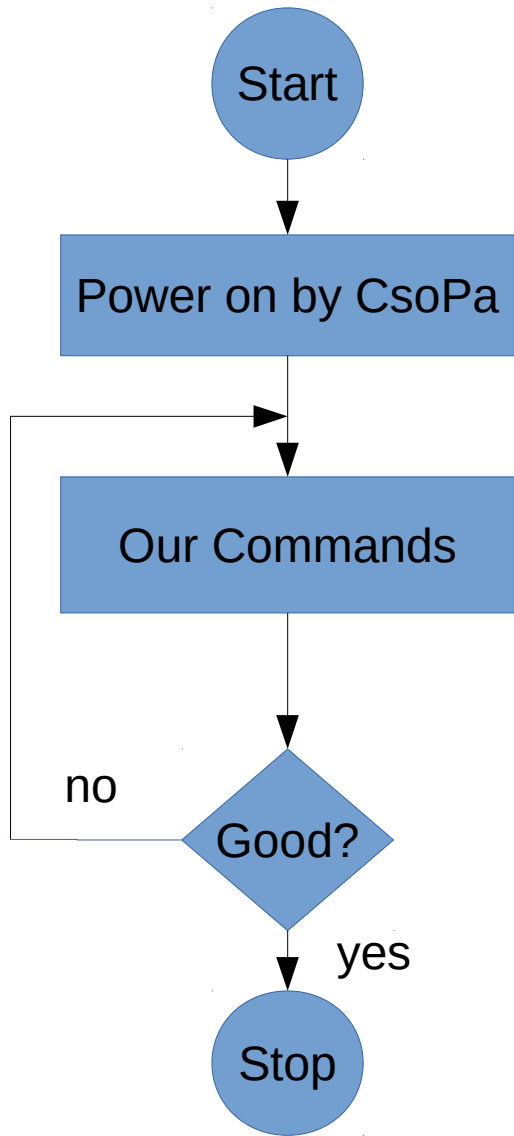 Start
Power on by CsoPa
Our Commands
no
Good?
yes
Stop